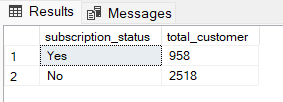 Results Messages
subscription_status total_customer
1 Yes 958
2 No 2518